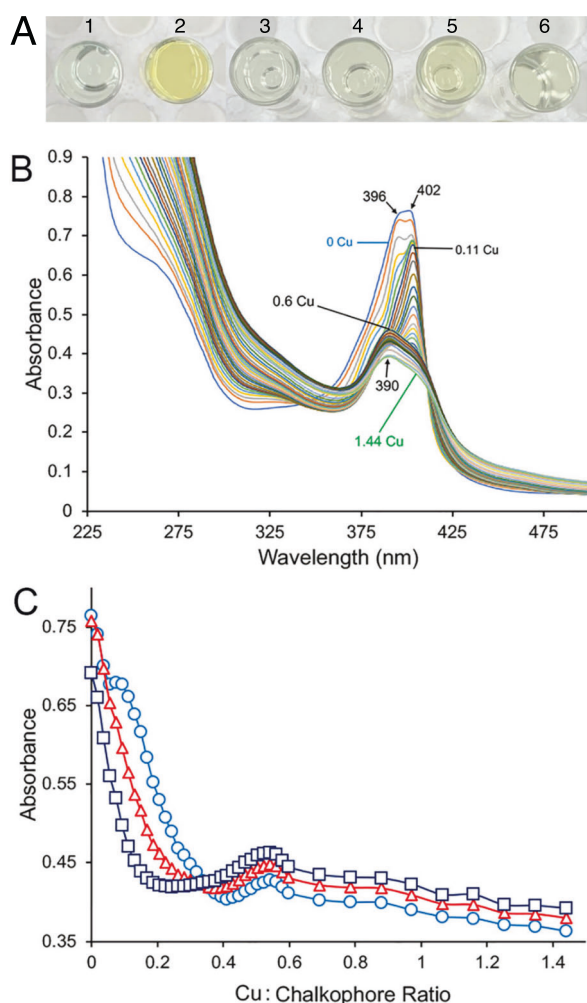 A
1 2 3 4 5 6
B
0.9
0.8
0.7
0.6
0.5
0.4
0.3
0.2
0.1
0
Absorbance
396
402
0 Cu
0.11 Cu
0.6 Cu
390
1.44 Cu
225 275 325 375 425 475
Wavelength (nm)
C
0.75
0.65
0.55
0.45
0.35
Absorbance
0 0.2 0.4 0.6 0.8 1 1.2 1.4
Cu: Chalkophore Ratio